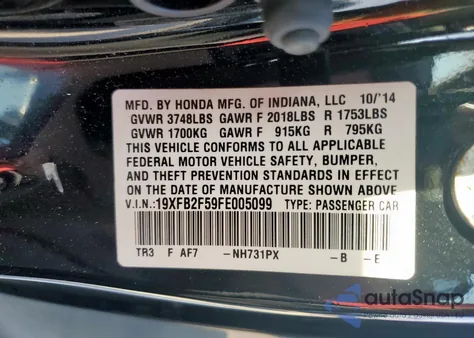 MFD. BY HONDA MFG. OF INDIANA, LLC 10/'14
GVWR 3748LBS GAWR F 2018LBS R 1753LBS
GVWR 1700KG GAWR F 915KG R 795KG
THIS VEHICLE CONFORMS TO ALL APPLICABLE
FEDERAL MOTOR VEHICLE SAFETY, BUMPER,
AND THEFT PREVENTION STANDARDS IN EFFECT
ON THE DATE OF MANUFACTURE SHOWN ABOVE
V.I.N.:19XFB2F59FE005099 TYPE: PASSENGER CAR
TR3 F AF7 -NH731PX -B -E
autoSnap